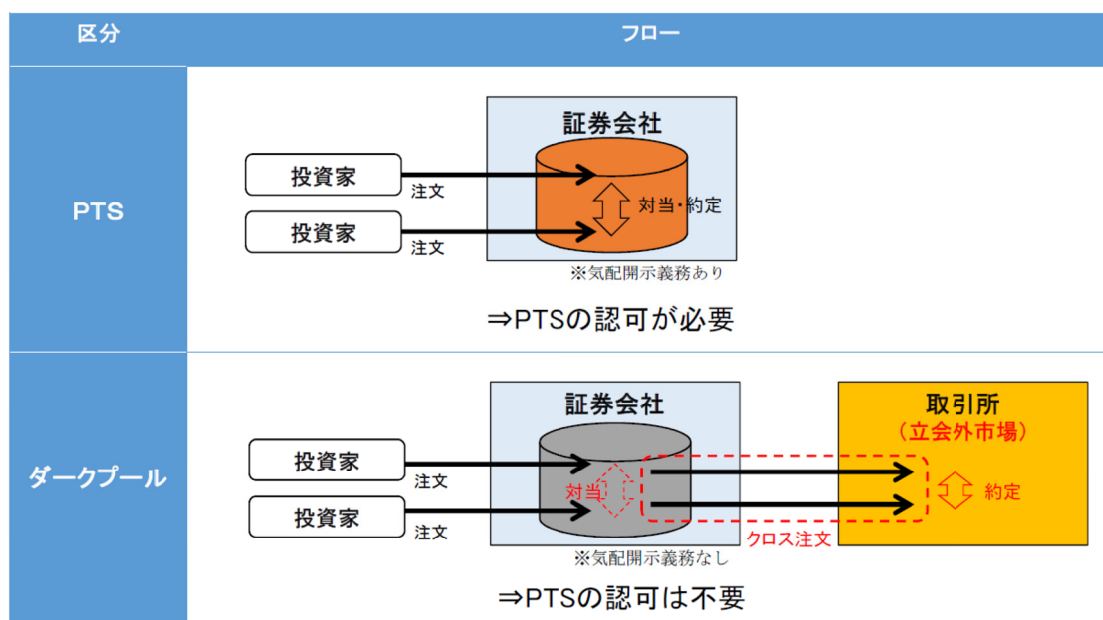 区分
フロー
PTS
証券会社
投資家
注文
対当・約定
投資家
注文
※気配開示義務あり
⇒PTSの認可が必要
ダークプール
証券会社
取引所
(立会外市場)
投資家
注文
対当
約定
投資家
注文
クロス注文
※気配開示義務なし
⇒PTSの認可は不要